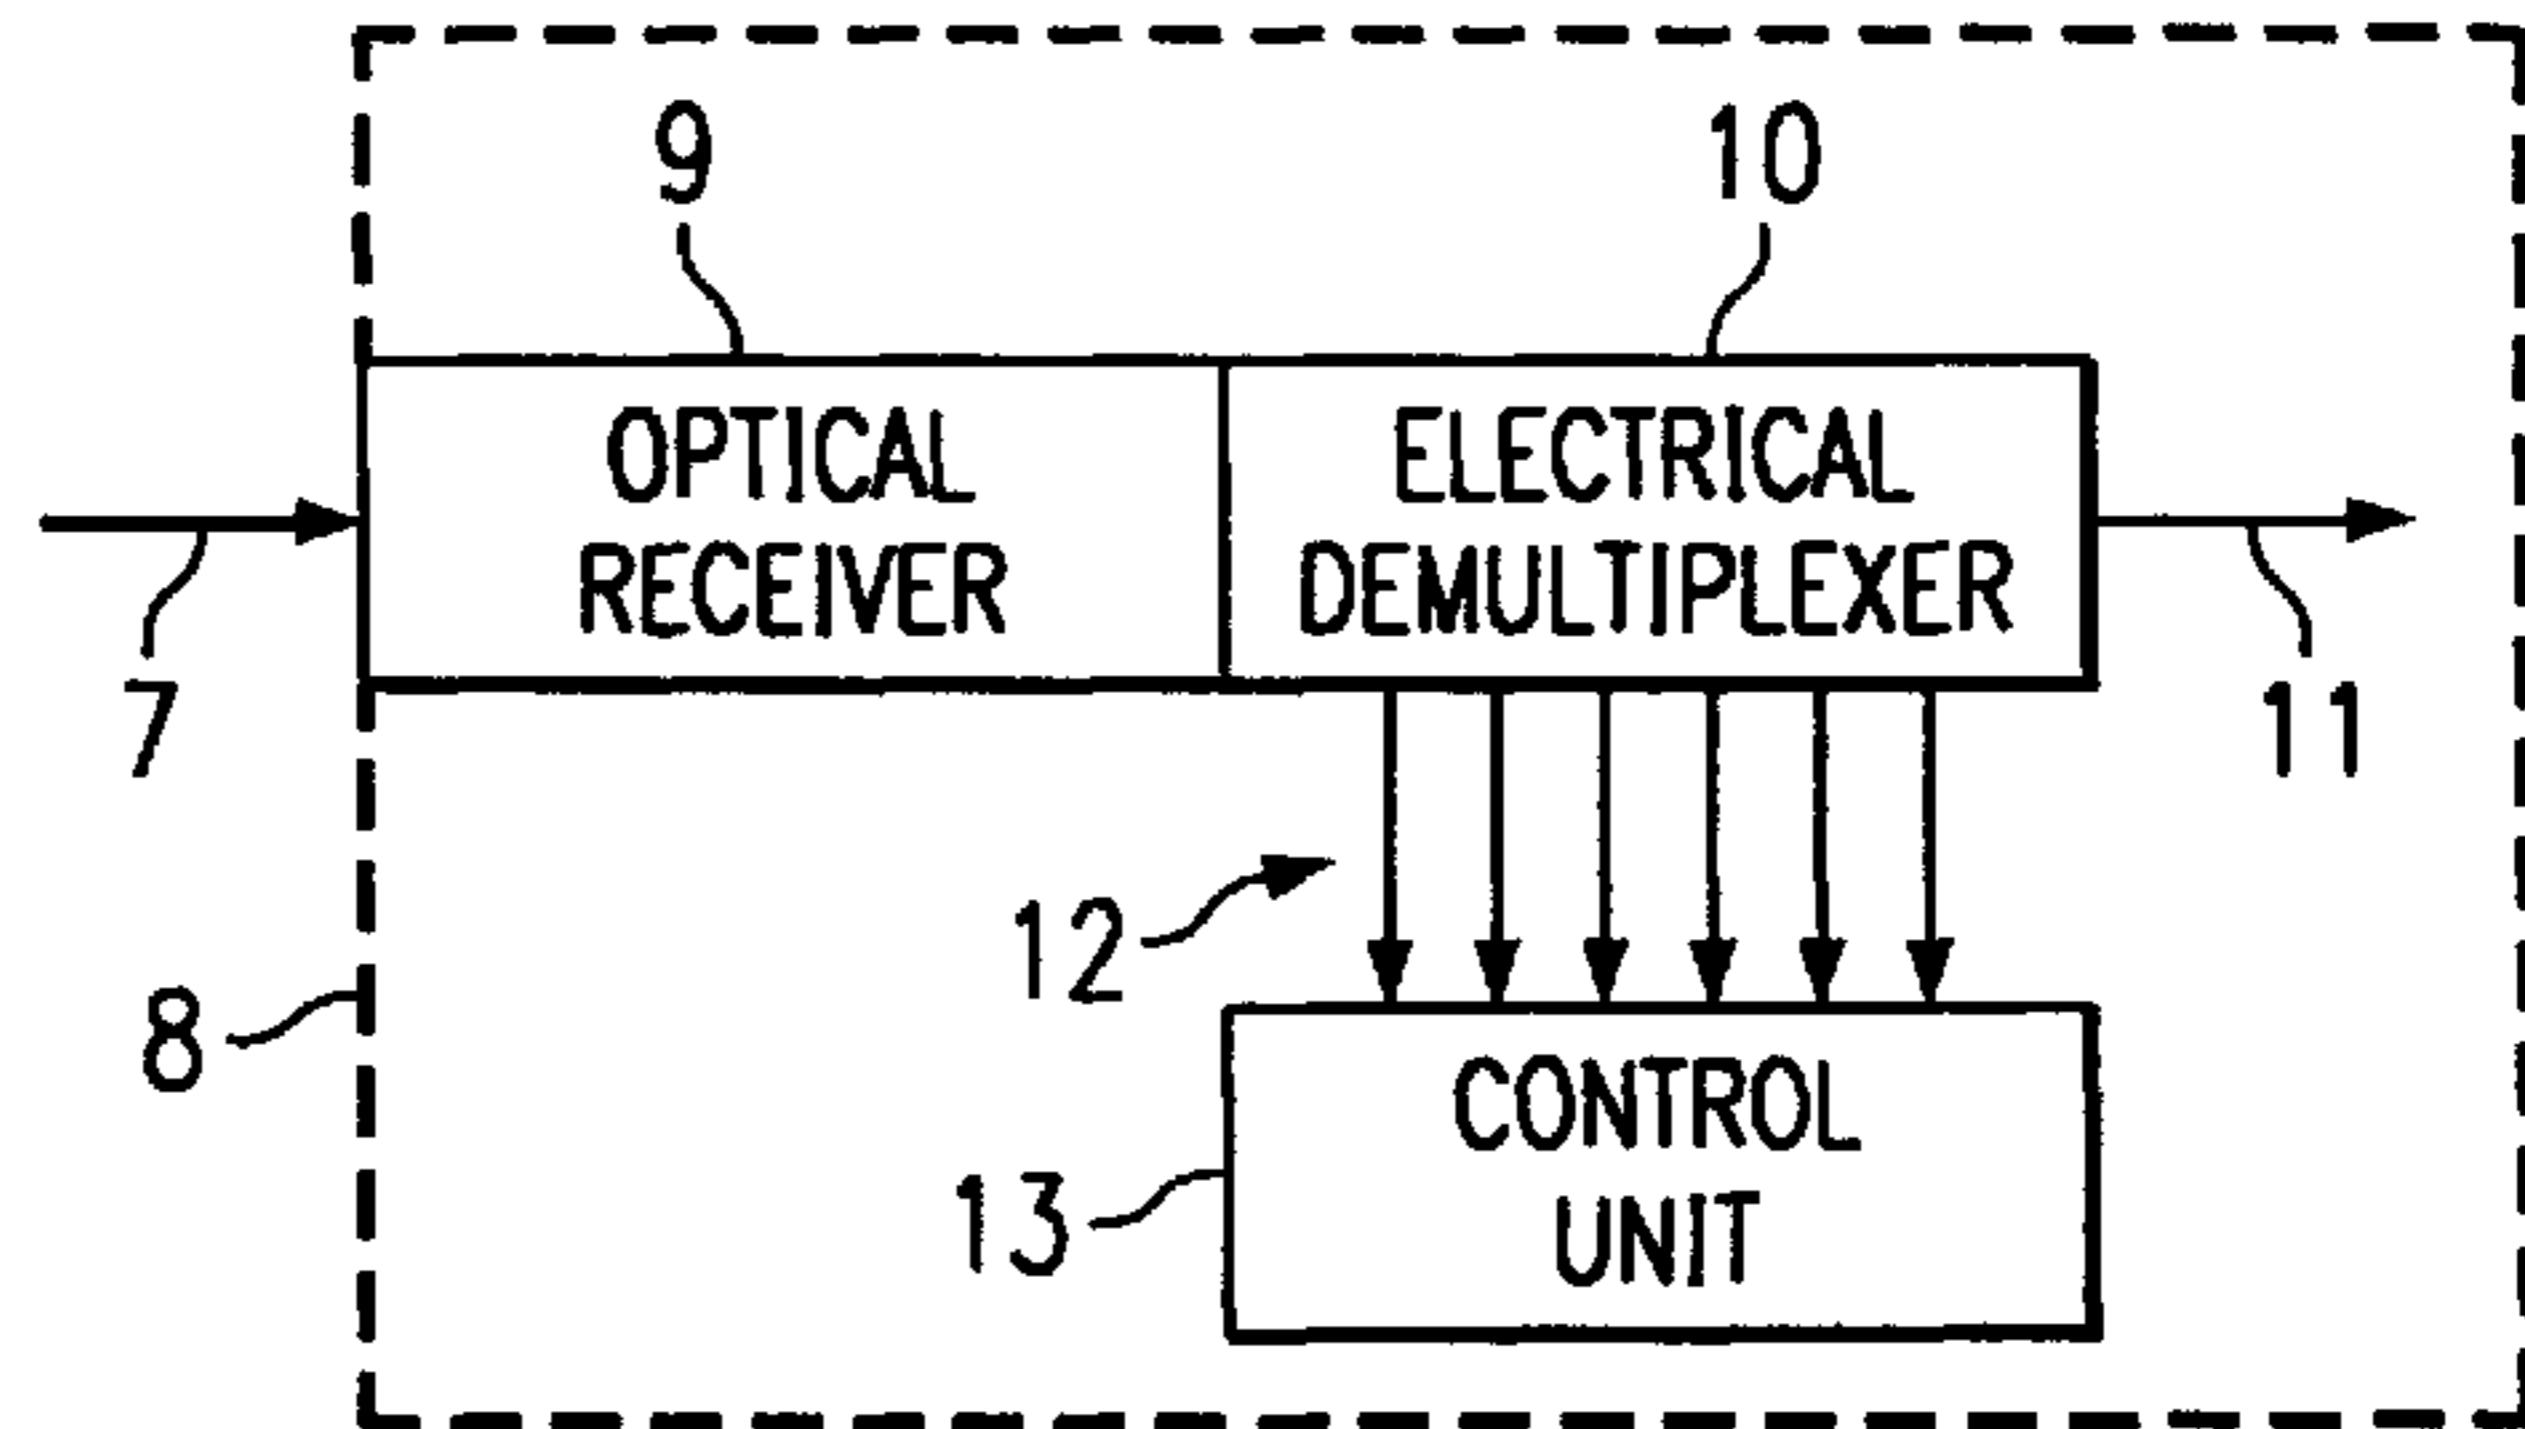 9
10
OPTICAL
RECEIVER
ELECTRICAL
DEMULTIPLEXER
7
11
12
8
CONTROL
UNIT
13